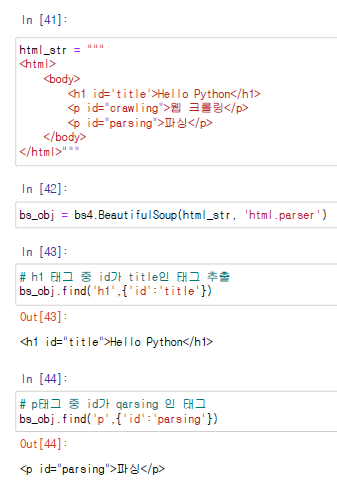 In [41]:
html_str = """
<html>
    <body>
        <h1 id='title'>Hello Python</h1>
        <p id="crawling">웹 크롤링</p>
        <p id="parsing">파싱</p>
    </body>
</html>"""
In [42]:
bs_obj = bs4.BeautifulSoup(html_str, 'html.parser')
In [43]:
# h1 태그 중 id가 title인 태그 추출
bs_obj.find('h1',{'id':'title'})
Out[43]:
<h1 id="title">Hello Python</h1>
In [44]:
# p태그 중 id가 qarsing 인 태그
bs_obj.find('p',{'id':'parsing'})
Out[44]:
<p id="parsing">파싱</p>